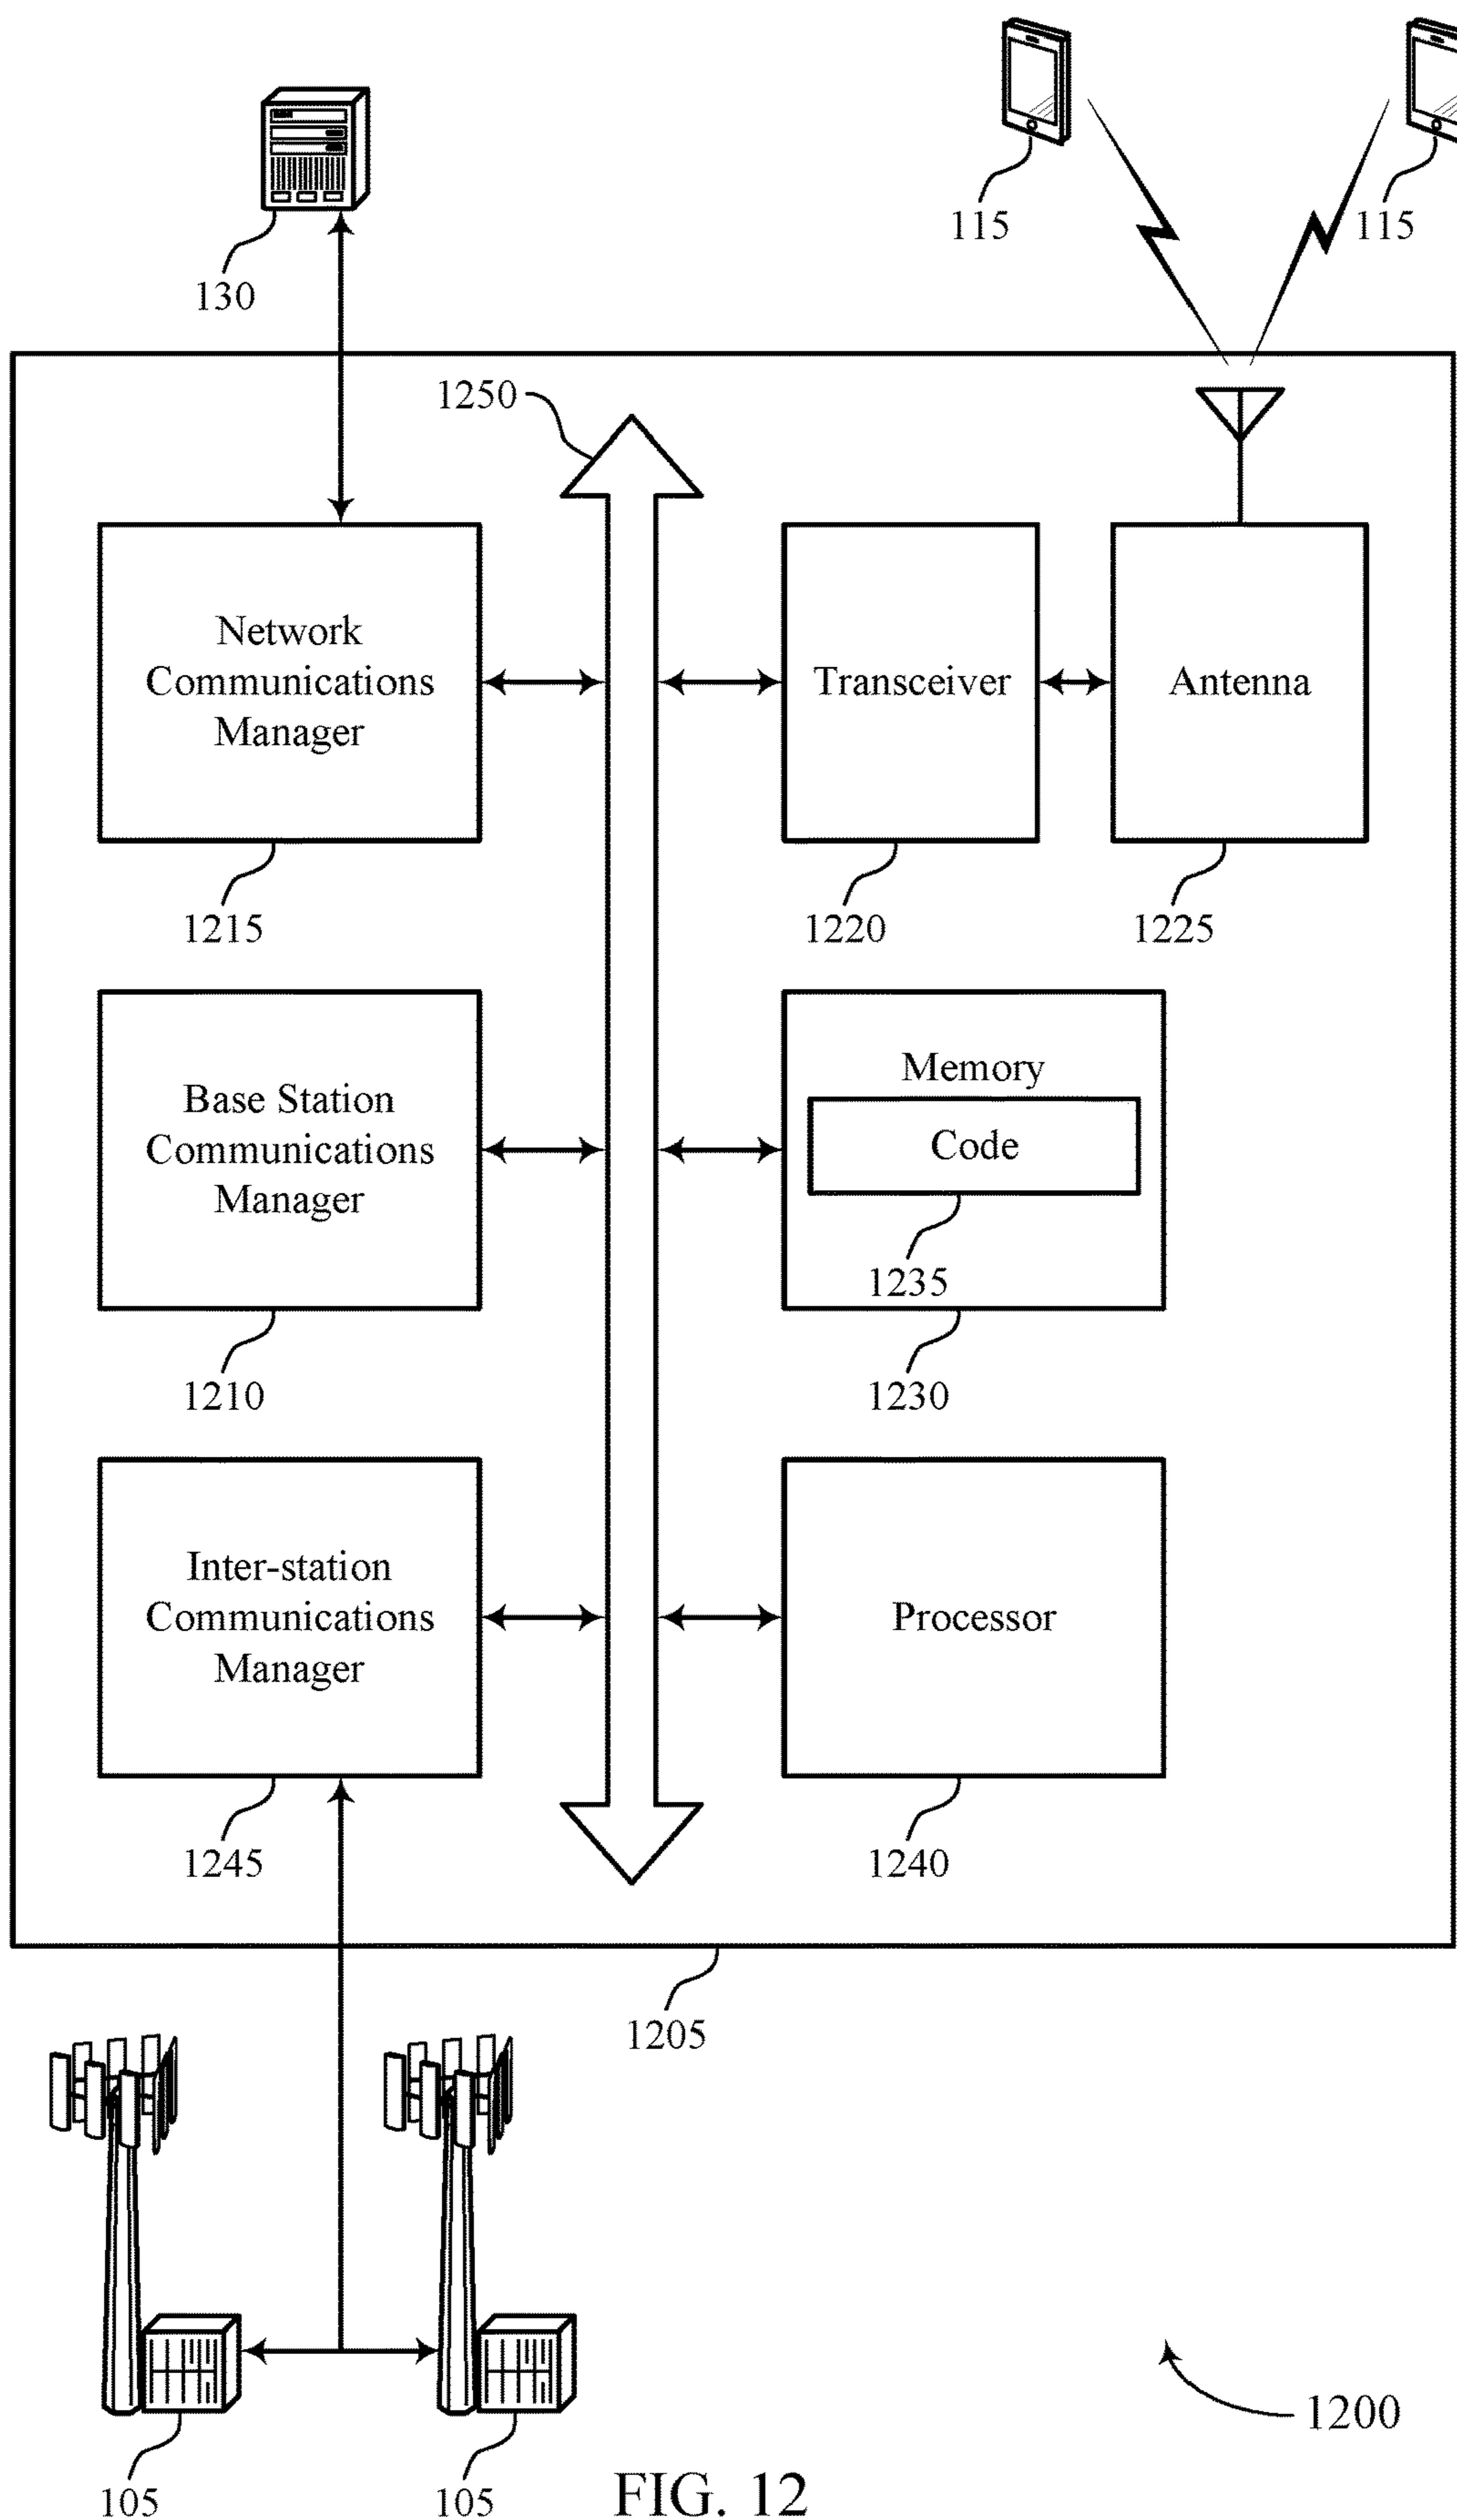 115
115
130
1250
Network
Communications
Manager
Transceiver
Antenna
1215
1220
1225
Base Station
Communications
Manager
Memory
Code
1235
1210
1230
Inter-station
Communications
Manager
Processor
1245
1240
1205
1200
105
105
FIG. 12